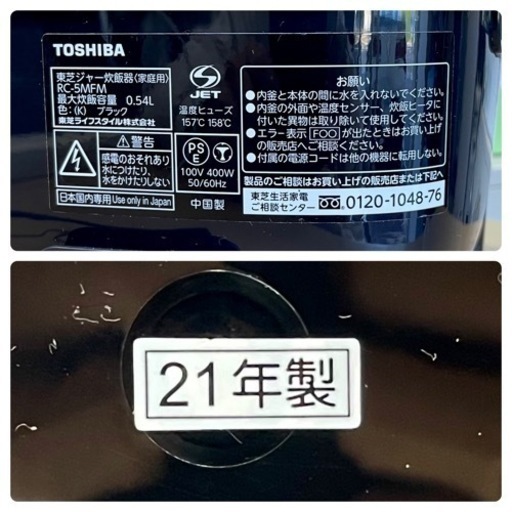 TOSHIBA
東芝ジャー炊飯器(家庭用)
RC-5MFM
最大炊飯容量 0.54L
色:(K) ブラック
東芝ライフスタイル株式会社
S
JET
温度ヒューズ
157℃ 158℃
警告
感電のおそれあり
水につけたり、
水をかけたりしない
PS
E
100V 400W
50/60Hz
日本国内専用 Use only in Japan
中国製
お願い
●内釜と本体の間に水を入れないでください。
●内釜の外面や温度センサー、炊飯ヒータに
付いた異物は取り除いて使用してください。
●エラー表示 FOO が出たときはお買い上げ
の販売店へご相談ください。
●付属の電源コードは他の機器に転用しない。
製品のご相談はお買い上げの販売店または下記へ
東芝生活家電
ご相談センター 0120-1048-76
21年製